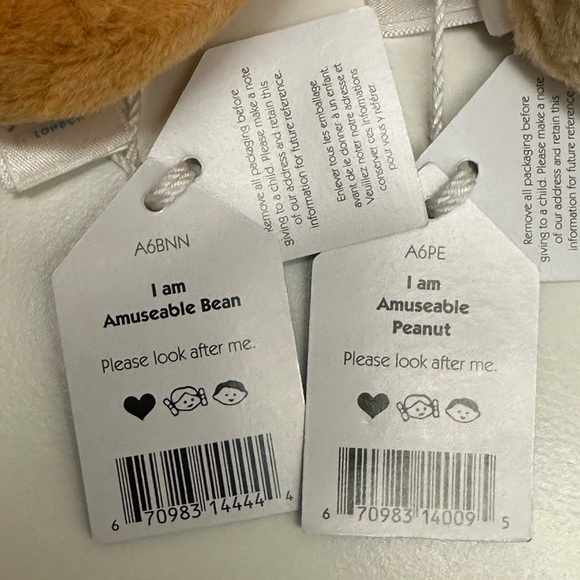 LONDON
Remove all packaging before
giving to a child. Please make a note
of our address and retain this
information for future reference.
Enlever tous les emballage
avant de le donner à un enfant
Veuillez noter notre adresse et
conserver ces informations
pour vous y référer.
Remove all packaging before
giving to a child. Please make a note
of our address and retain this
information for future reference
A6BNN
I am
Amuseable Bean
Please look after me.
6 70983 14444 4
A6PE
I am
Amuseable
Peanut
Please look after me.
6 70983 14009 5